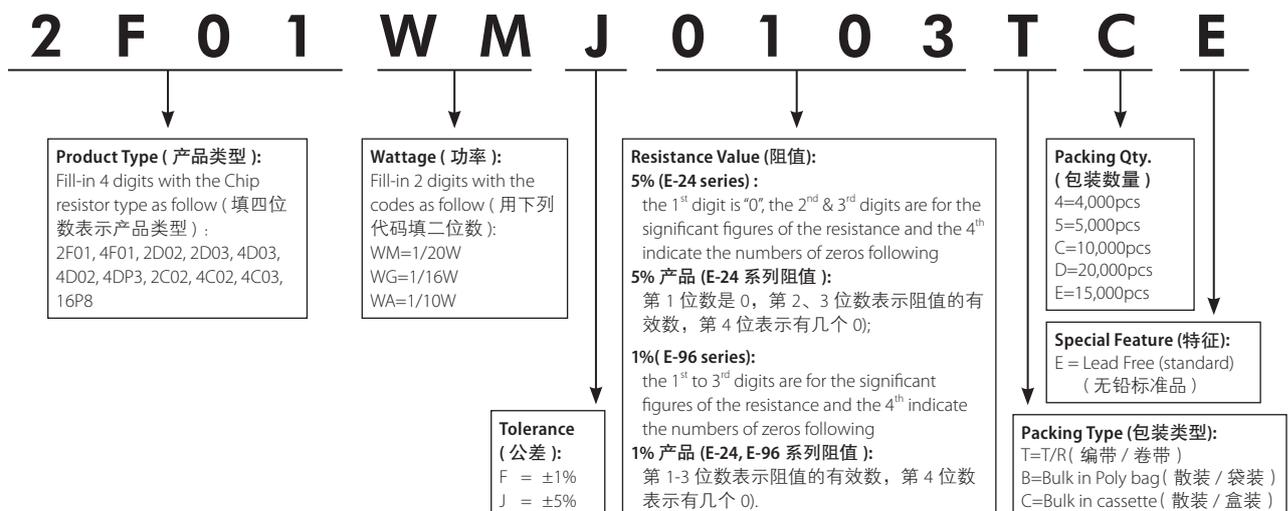 2 F 0 1 W M J 0 1 0 3 T C E
Product Type ( 产品类型 ):
Fill-in 4 digits with the Chip
resistor type as follow ( 填四位
数表示产品类型 ) :
2F01, 4F01, 2D02, 2D03, 4D03,
4D02, 4DP3, 2C02, 4C02, 4C03,
16P8
Wattage ( 功率 ):
Fill-in 2 digits with the
codes as follow ( 用下列
代码填二位数 ):
WM=1/20W
WG=1/16W
WA=1/10W
Tolerance
( 公差 ):
F = ±1%
J = ±5%
Resistance Value (阻值):
5% (E-24 series) :
the 1st digit is “0”, the 2nd & 3rd digits are for the
significant figures of the resistance and the 4th
indicate the numbers of zeros following
5% 产品 (E-24 系列阻值 ):
第 1 位数是 0，第 2、3 位数表示阻值的有
效数，第 4 位表示有几个 0);
1%( E-96 series):
the 1st to 3rd digits are for the significant
figures of the resistance and the 4th indicate
the numbers of zeros following
1% 产品 (E-24, E-96 系列阻值 ):
第 1-3 位数表示阻值的有效数，第 4 位数
表示有几个 0).
Packing Qty.
( 包装数量 )
4=4,000pcs
5=5,000pcs
C=10,000pcs
D=20,000pcs
E=15,000pcs
Special Feature (特征):
E = Lead Free (standard)
( 无铅标准品 )
Packing Type (包装类型):
T=T/R( 编带 / 卷带 )
B=Bulk in Poly bag( 散装 / 袋装 )
C=Bulk in cassette( 散装 / 盒装 )